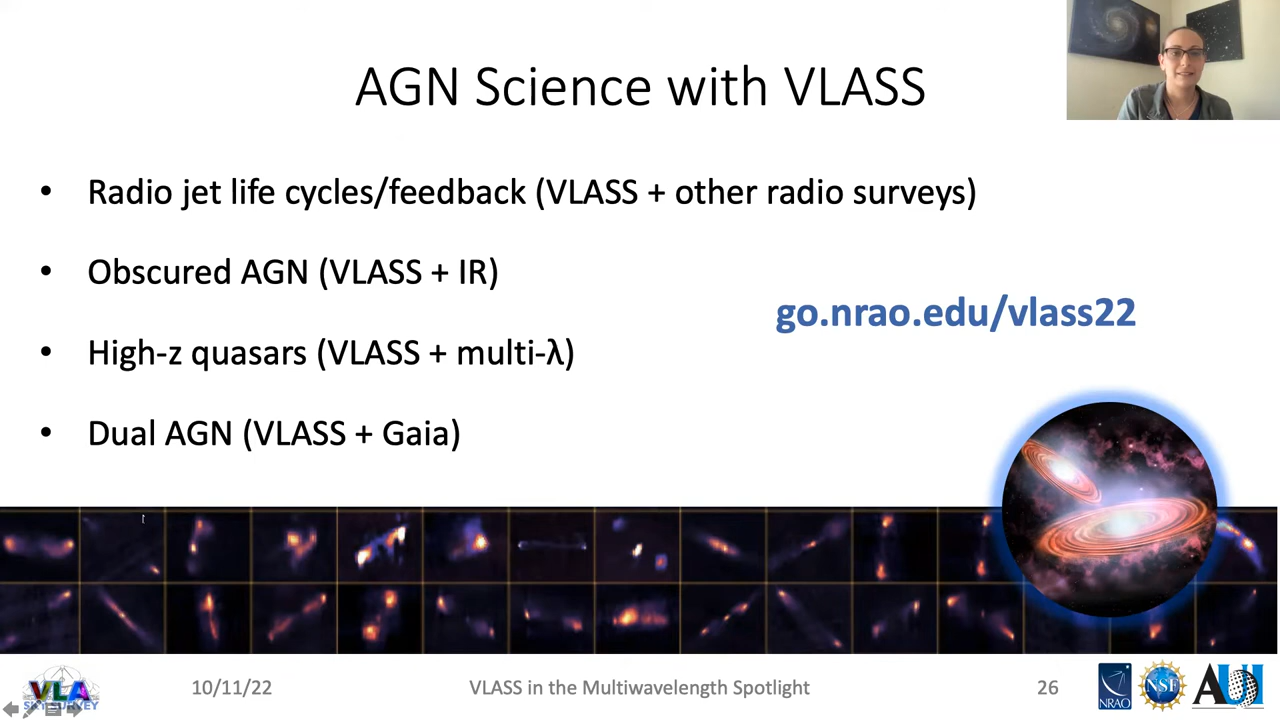 AGN Science with VLASS
• Radio jet life cycles/feedback (VLASS + other radio surveys)
• Obscured AGN (VLASS + IR)
go.nrao.edu/vlass22
• High-z quasars (VLASS + multi-λ)
• Dual AGN (VLASS + Gaia)
VLA
SKY SURVEY
10/11/22
VLASS in the Multiwavelength Spotlight
26
NRAO
NSF
AUI